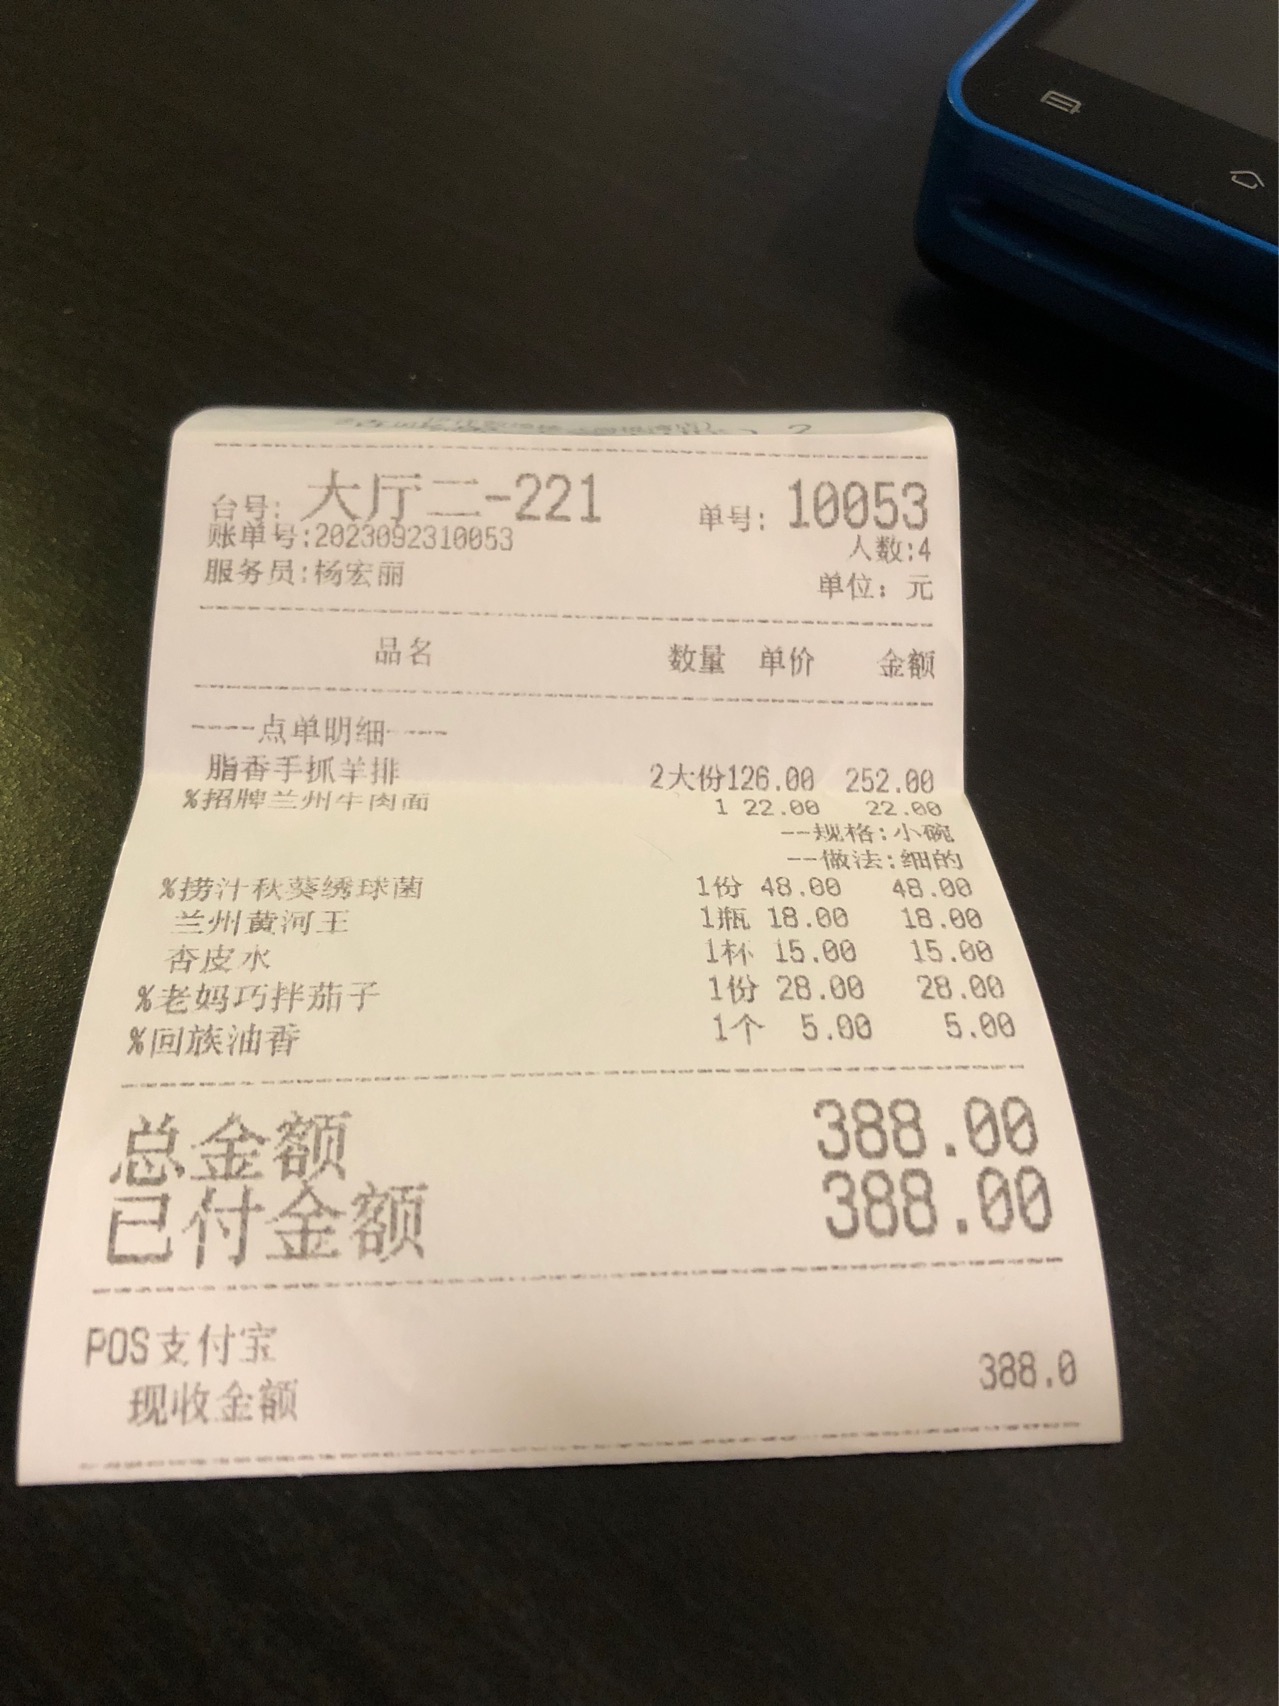 台号: 大厅二-221 单号: 10053
账单号:2023092310053 人数:4
服务员:杨宏丽 单位: 元
品名 数量 单价 金额
----点单明细----
脂香手抓羊排 2大份126.00 252.00
%招牌兰州牛肉面 1 22.00 22.00
--规格:小碗
--做法:细的
%捞汁秋葵绣球菌 1份 48.00 48.00
兰州黄河王 1瓶 18.00 18.00
杏皮水 1杯 15.00 15.00
%老妈巧拌茄子 1份 28.00 28.00
%回族油香 1个 5.00 5.00
总金额 388.00
已付金额 388.00
POS支付宝 388.0
现收金额